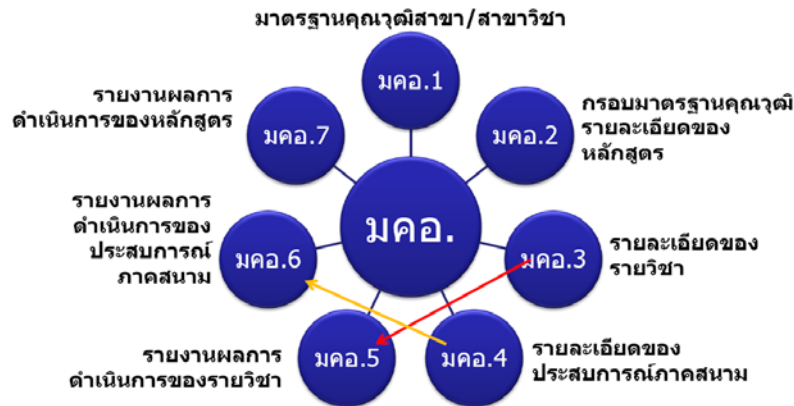 มาตรฐานคุณวุฒิสาขา/สาขาวิชา
มคอ.1
กรอบมาตรฐานคุณวุฒิ
รายละเอียดของ
หลักสูตร
มคอ.2
รายละเอียดของ
รายวิชา
มคอ.3
รายละเอียดของ
ประสบการณ์ภาคสนาม
มคอ.4
รายงานผลการ
ดำเนินการของรายวิชา
มคอ.5
รายงานผลการ
ดำเนินการของ
ประสบการณ์
ภาคสนาม
มคอ.6
รายงานผลการ
ดำเนินการของหลักสูตร
มคอ.7
มคอ.